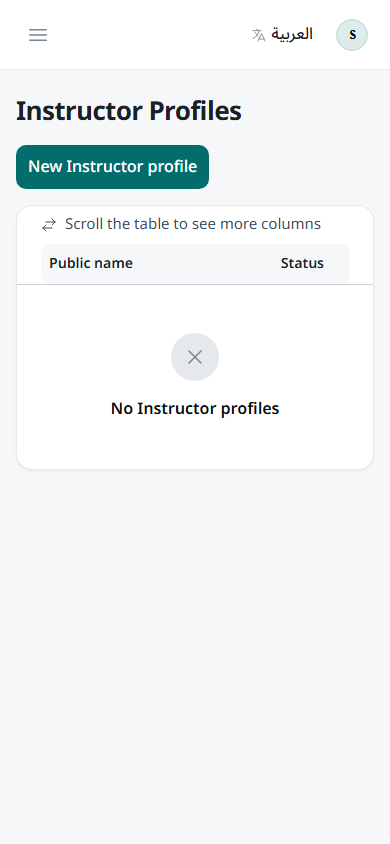 العربية
S
Instructor Profiles
New Instructor profile
Scroll the table to see more columns
Public name Status
No Instructor profiles